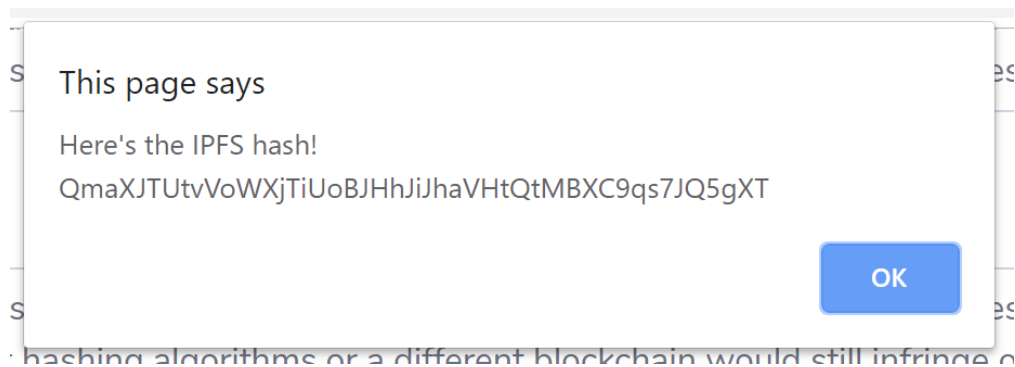 This page says
Here's the IPFS hash!
QmaXJTUtvVoWXjTiUoBJHhJiJhaVHtQtMBXC9qs7JQ5gXT
OK
hashing algorithms or a different blockchain would still infringe